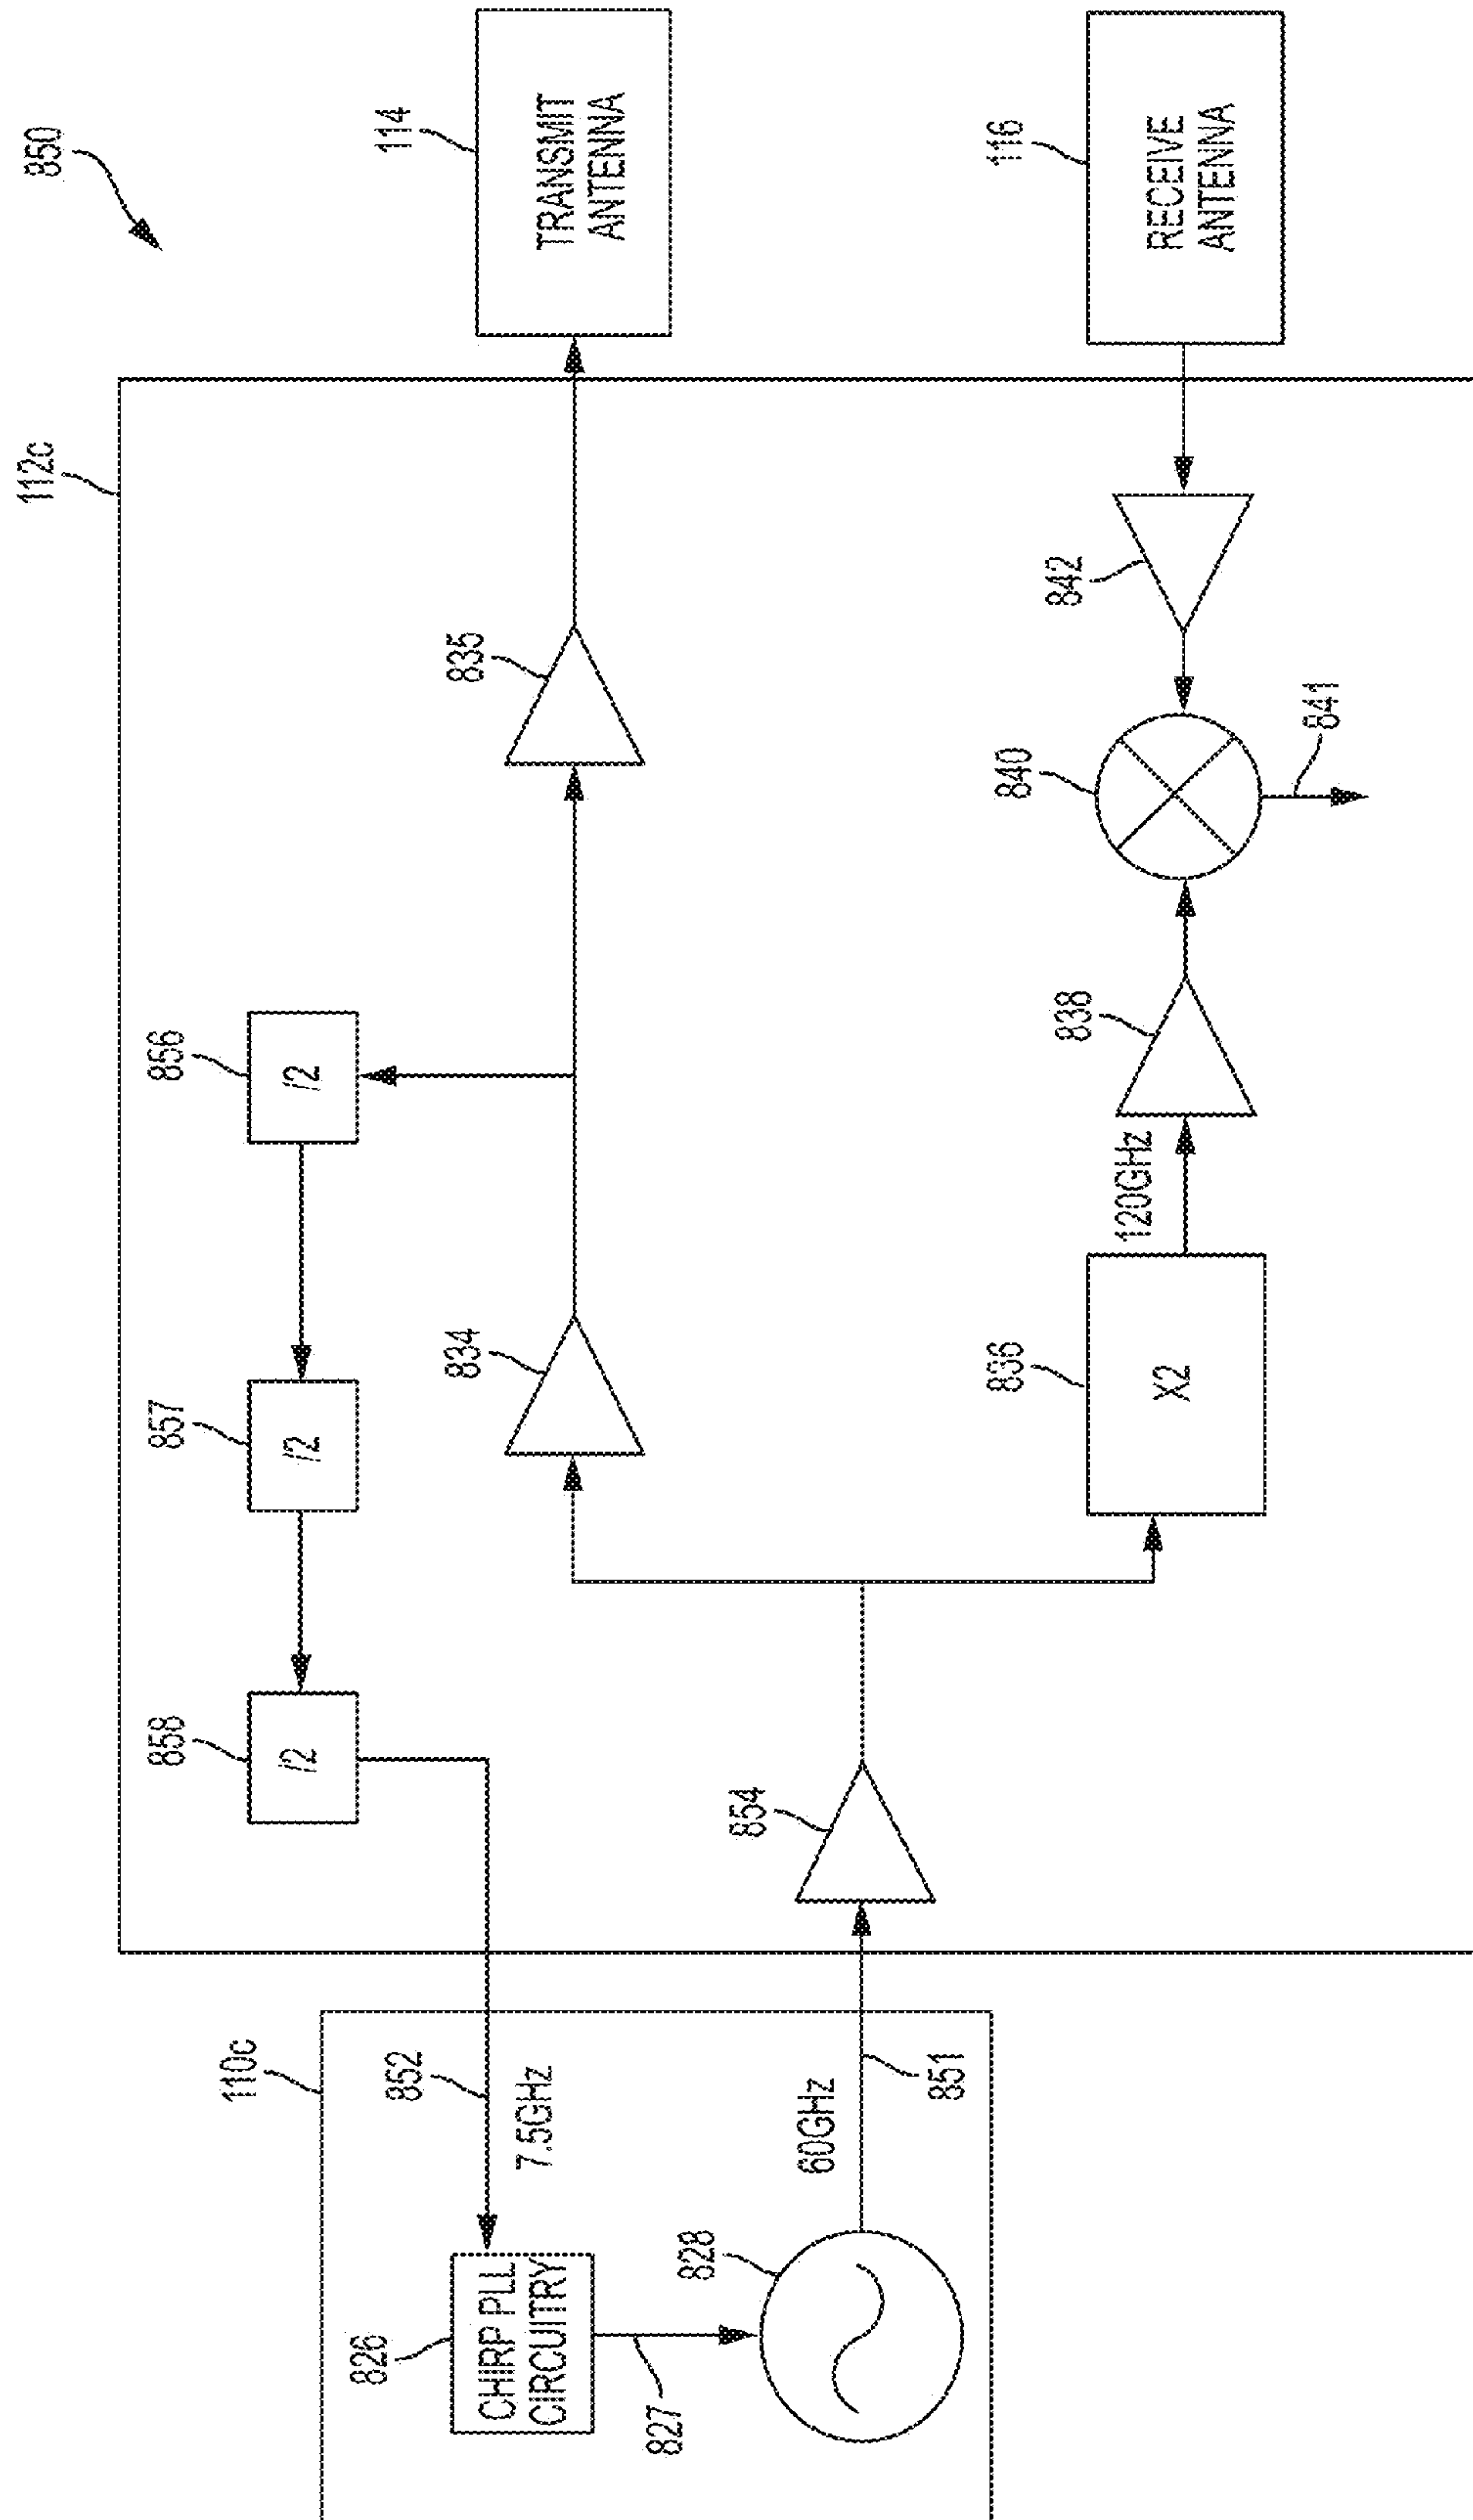 850
112c
114
TRANSMIT
ANTENNA
116
RECEIVE
ANTENNA
856
/2
857
/2
858
/2
834
835
842
840
841
838
120GHz
836
X2
854
110c
852
7.5GHz
826
CHIRP PLL
CIRCUITRY
827
828
60GHz
851